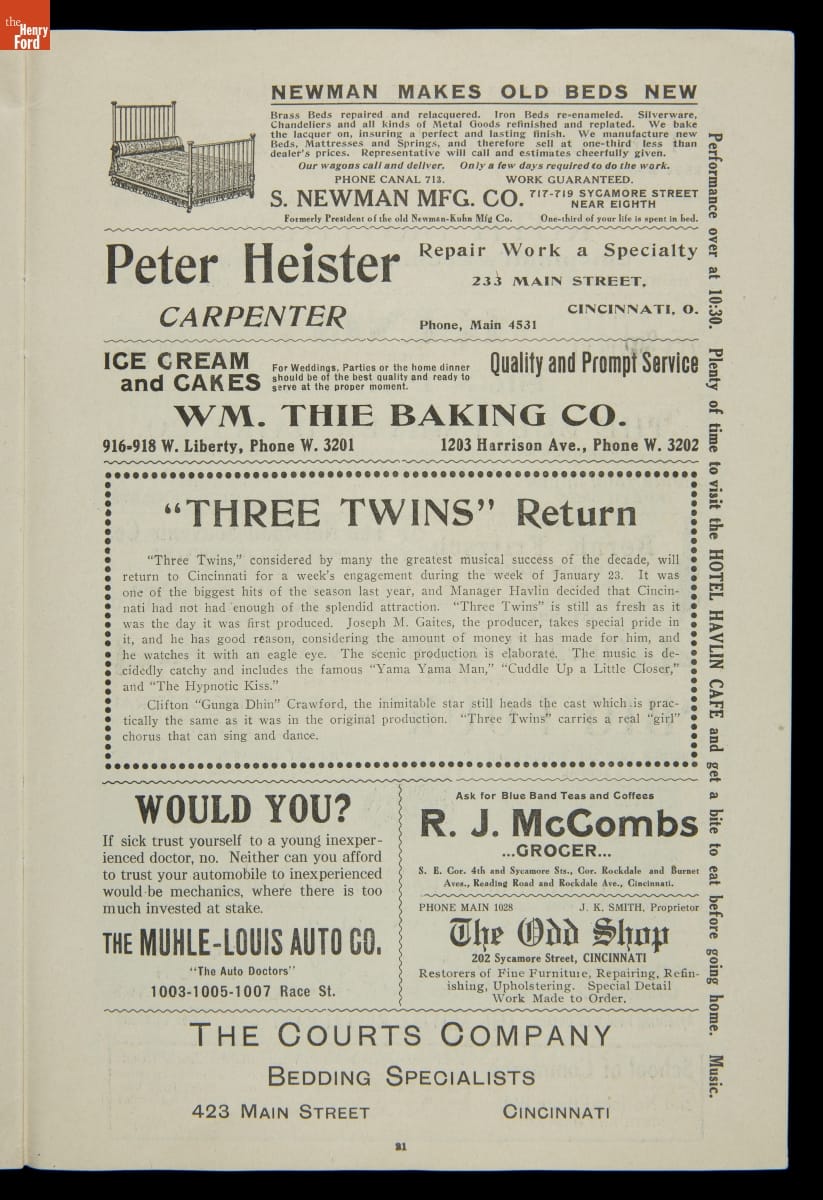 the
Henry
Ford
NEWMAN MAKES OLD BEDS NEW
Brass Beds repaired and relacquered. Iron Beds re-enameled. Silverware,
Chandeliers and all kinds of Metal Goods refinished and replated. We bake
the lacquer on, insuring a perfect and lasting finish. We manufacture new
Beds, Mattresses and Springs, and therefore sell at one-third less than
dealer's prices. Representative will call and estimates cheerfully given.
Our wagons call and deliver. Only a few days required to do the work.
PHONE CANAL 713. WORK GUARANTEED.
S. NEWMAN MFG. CO. 717-719 SYCAMORE STREET
NEAR EIGHTH
Formerly President of the old Newman-Kuhn Mfg Co. One-third of your life is spent in bed.
Peter Heister
CARPENTER
Repair Work a Specialty
233 MAIN STREET,
CINCINNATI, O.
Phone, Main 4531
ICE CREAM
and CAKES
For Weddings, Parties or the home dinner
should be of the best quality and ready to
serve at the proper moment.
Quality and Prompt Service
WM. THIE BAKING CO.
916-918 W. Liberty, Phone W. 3201 1203 Harrison Ave., Phone W. 3202
"THREE TWINS" Return
"Three Twins," considered by many the greatest musical success of the decade, will
return to Cincinnati for a week's engagement during the week of January 23. It was
one of the biggest hits of the season last year, and Manager Havlin decided that Cincin-
nati had not had enough of the splendid attraction. "Three Twins" is still as fresh as it
was the day it was first produced. Joseph M. Gaites, the producer, takes special pride in
it, and he has good reason, considering the amount of money it has made for him, and
he watches it with an eagle eye. The scenic production is elaborate. The music is de-
cidedly catchy and includes the famous "Yama Yama Man," "Cuddle Up a Little Closer,"
and "The Hypnotic Kiss."
Clifton "Gunga Dhin" Crawford, the inimitable star still heads the cast which is prac-
tically the same as it was in the original production. "Three Twins" carries a real "girl"
chorus that can sing and dance.
WOULD YOU?
If sick trust yourself to a young inexper-
ienced doctor, no. Neither can you afford
to trust your automobile to inexperienced
would be mechanics, where there is too
much invested at stake.
THE MUHLE-LOUIS AUTO CO.
"The Auto Doctors"
1003-1005-1007 Race St.
Ask for Blue Band Teas and Coffees
R. J. McCombs
...GROCER...
S. E. Cor. 4th and Sycamore Sts., Cor. Rockdale and Burnet
Aves., Reading Road and Rockdale Ave., Cincinnati.
PHONE MAIN 1028 J. K. SMITH, Proprietor
The Odd Shop
202 Sycamore Street, CINCINNATI
Restorers of Fine Furniture, Repairing, Refin-
ishing, Upholstering. Special Detail
Work Made to Order.
THE COURTS COMPANY
BEDDING SPECIALISTS
423 MAIN STREET CINCINNATI
21
Performance over at 10:30. Plenty of time to visit the HOTEL HAVLIN CAFE and get a bite to eat before going home. Music.